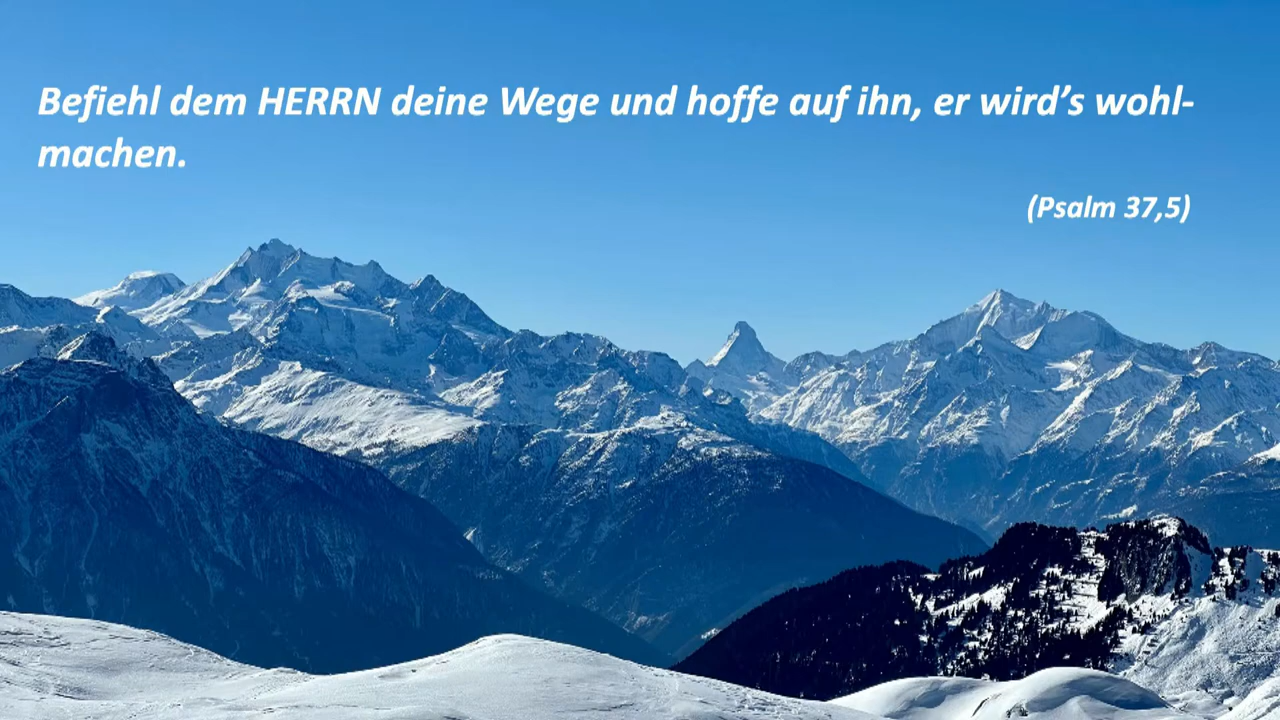 Befiehl dem HERRN deine Wege und hoffe auf ihn, er wird’s wohl-
machen.
(Psalm 37,5)